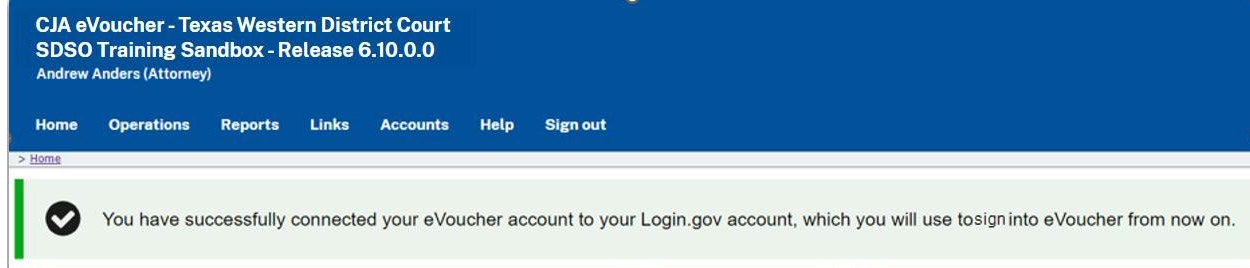 CJA eVoucher - Texas Western District Court
SDSO Training Sandbox - Release 6.10.0.0
Andrew Anders (Attorney)
Home Operations Reports Links Accounts Help Sign out
> Home
You have successfully connected your eVoucher account to your Login.gov account, which you will use tosign into eVoucher from now on.